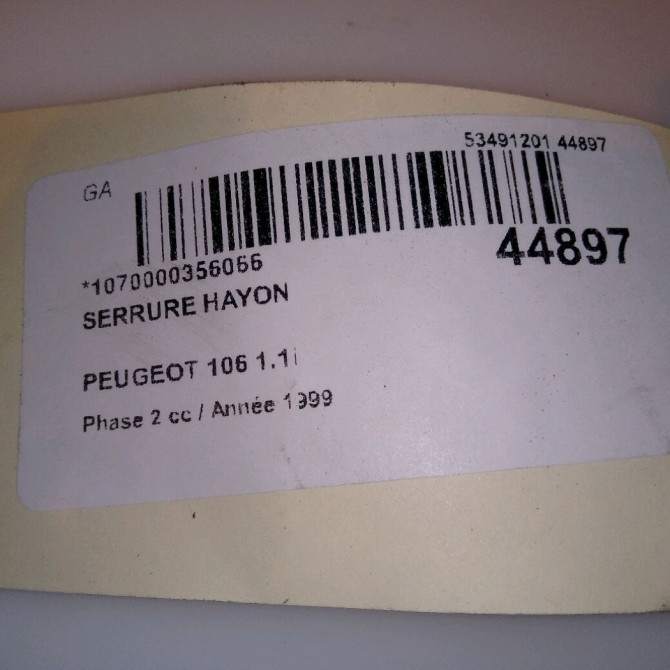 53491201 44897
GA
44897
*1070000356066
SERRURE HAYON
PEUGEOT 106 1.1i
Phase 2 cc / Année 1999